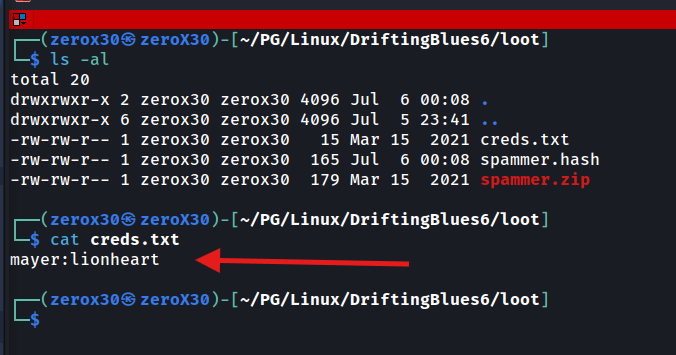 ┌──(zerox30㉿zeroX30)-[~/PG/Linux/DriftingBlues6/loot]
└─$ ls -al
total 20
drwxrwxr-x 2 zerox30 zerox30 4096 Jul  6 00:08 .
drwxrwxr-x 6 zerox30 zerox30 4096 Jul  5 23:41 ..
-rw-rw-r-- 1 zerox30 zerox30   15 Mar 15  2021 creds.txt
-rw-rw-r-- 1 zerox30 zerox30  165 Jul  6 00:08 spammer.hash
-rw-rw-r-- 1 zerox30 zerox30  179 Mar 15  2021 spammer.zip
┌──(zerox30㉿zeroX30)-[~/PG/Linux/DriftingBlues6/loot]
└─$ cat creds.txt
mayer:lionheart
┌──(zerox30㉿zeroX30)-[~/PG/Linux/DriftingBlues6/loot]
└─$